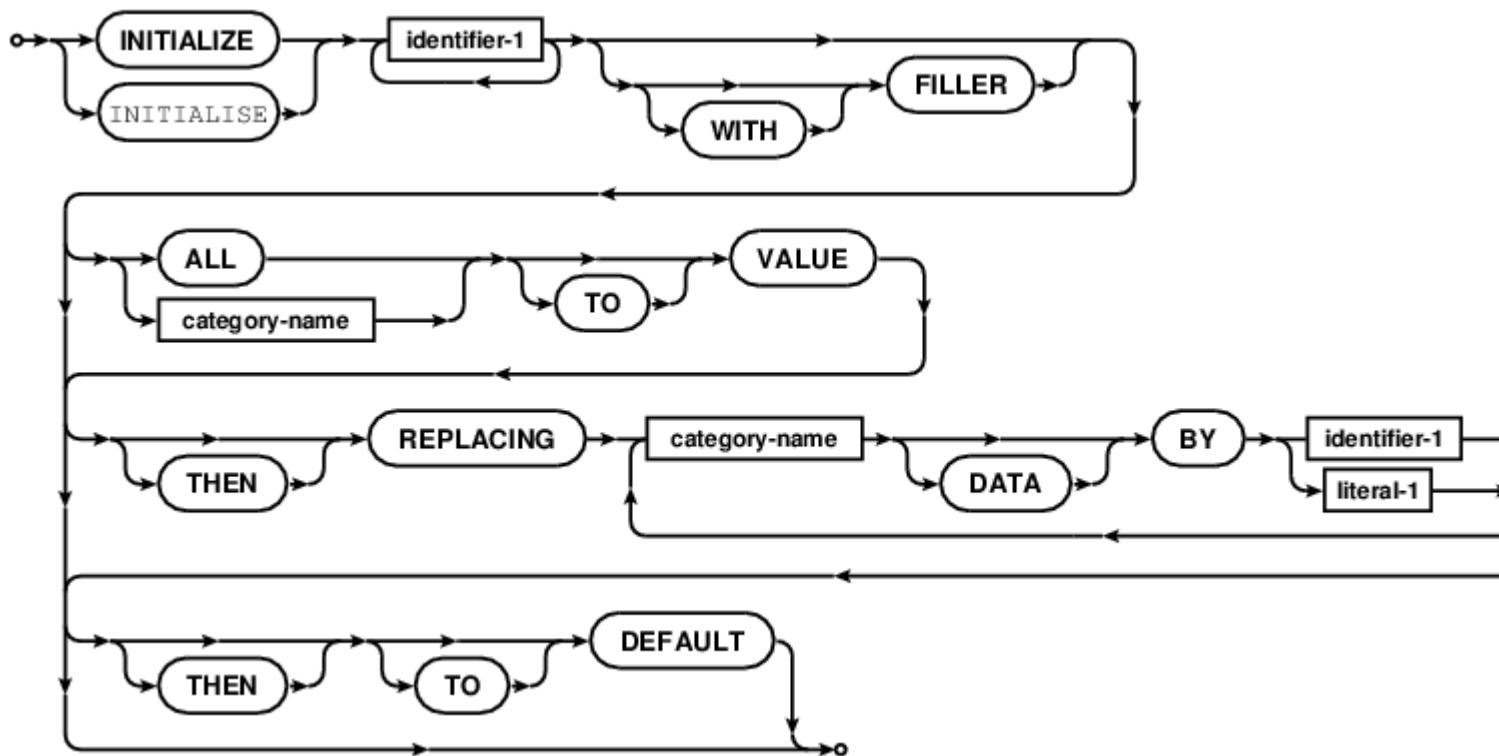 INITIALIZE identifier-1
INITIALISE WITH FILLER
ALL TO VALUE
category-name
THEN REPLACING category-name DATA BY identifier-1
literal-1
THEN TO DEFAULT